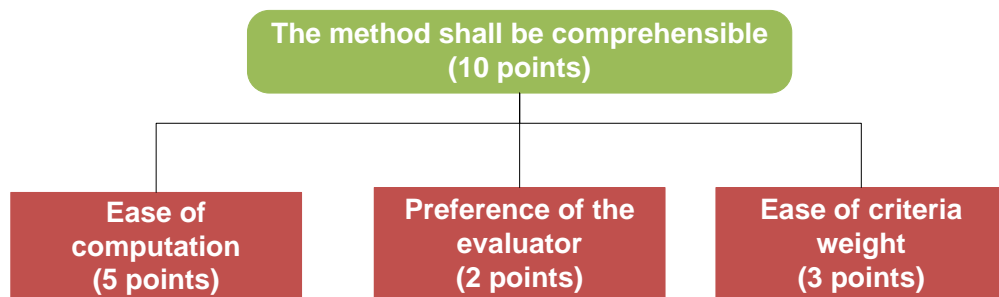 The method shall be comprehensible
(10 points)
Ease of
computation
(5 points)
Preference of the
evaluator
(2 points)
Ease of criteria
weight
(3 points)